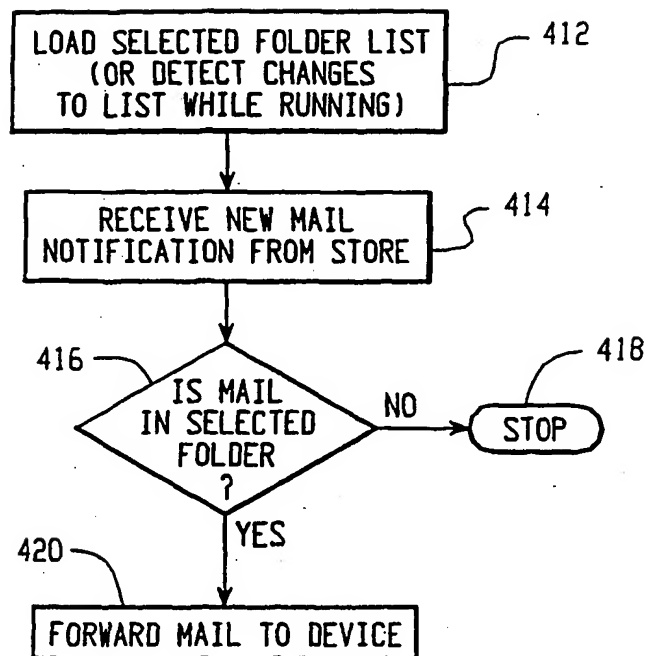 LOAD SELECTED FOLDER LIST
(OR DETECT CHANGES
TO LIST WHILE RUNNING)
412
RECEIVE NEW MAIL
NOTIFICATION FROM STORE
414
416
IS MAIL
IN SELECTED
FOLDER
?
NO
418
STOP
YES
420
FORWARD MAIL TO DEVICE